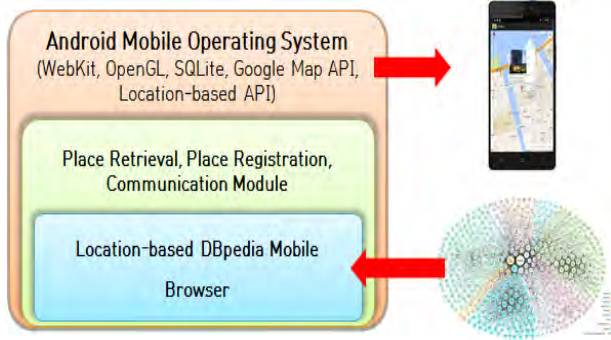 Android Mobile Operating System
(WebKit, OpenGL, SQLite, Google Map API,
Location-based API)
Place Retrieval, Place Registration,
Communication Module
Location-based DBpedia Mobile
Browser